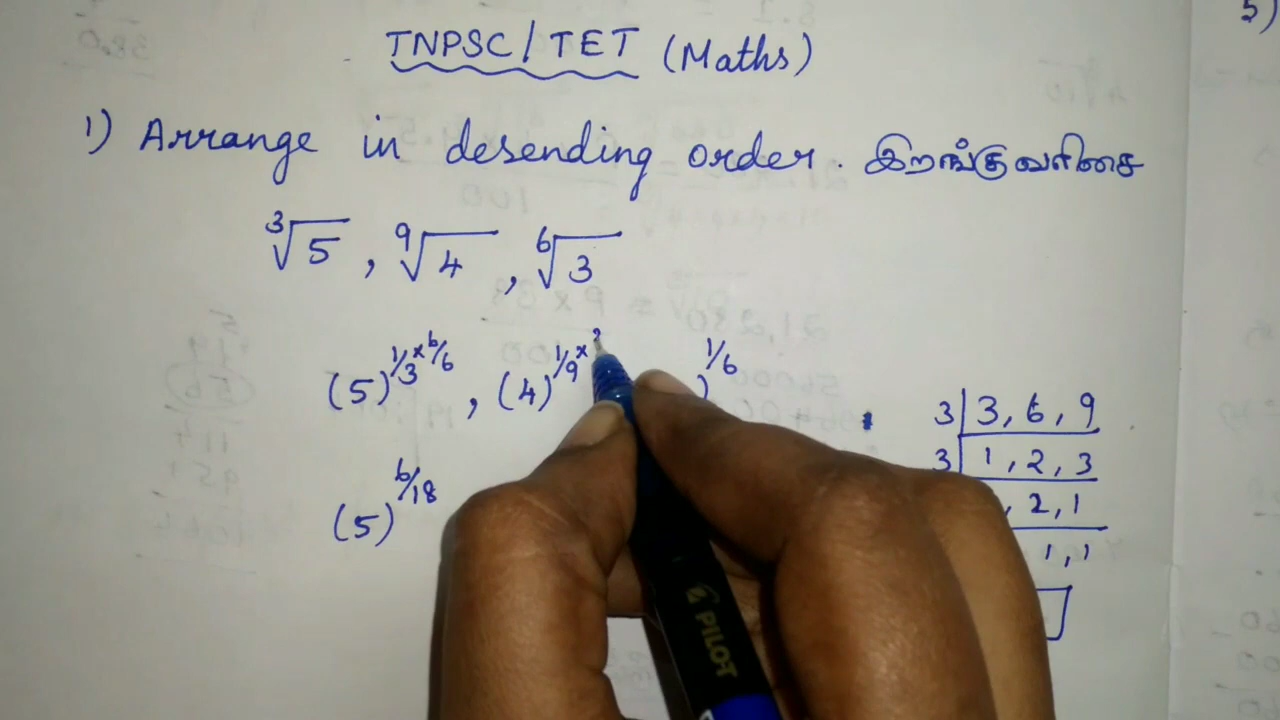 TNPSC/TET (Maths)
5)
1) Arrange in desending order. இறங்குவரிசை
∛5, ⁹√4, ⁶√3
(5)^1/3×6/6, (4)^1/9× )^1/6
3|3, 6, 9
3|1, 2, 3
, 2, 1
1, 1
(5)^6/18
PILOT